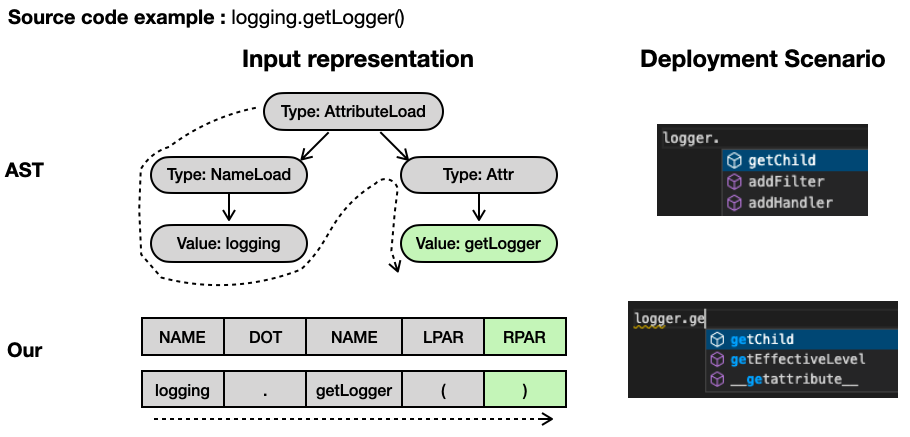 Source code example : logging.getLogger()
Input representation
Deployment Scenario
AST
Type: AttributeLoad
Type: NameLoad
Type: Attr
Value: logging
Value: getLogger
logger.
getChild
addFilter
addHandler
Our
NAME DOT NAME LPAR RPAR
logging . getLogger ( )
logger.ge
getChild
getEffectiveLevel
__getattribute__